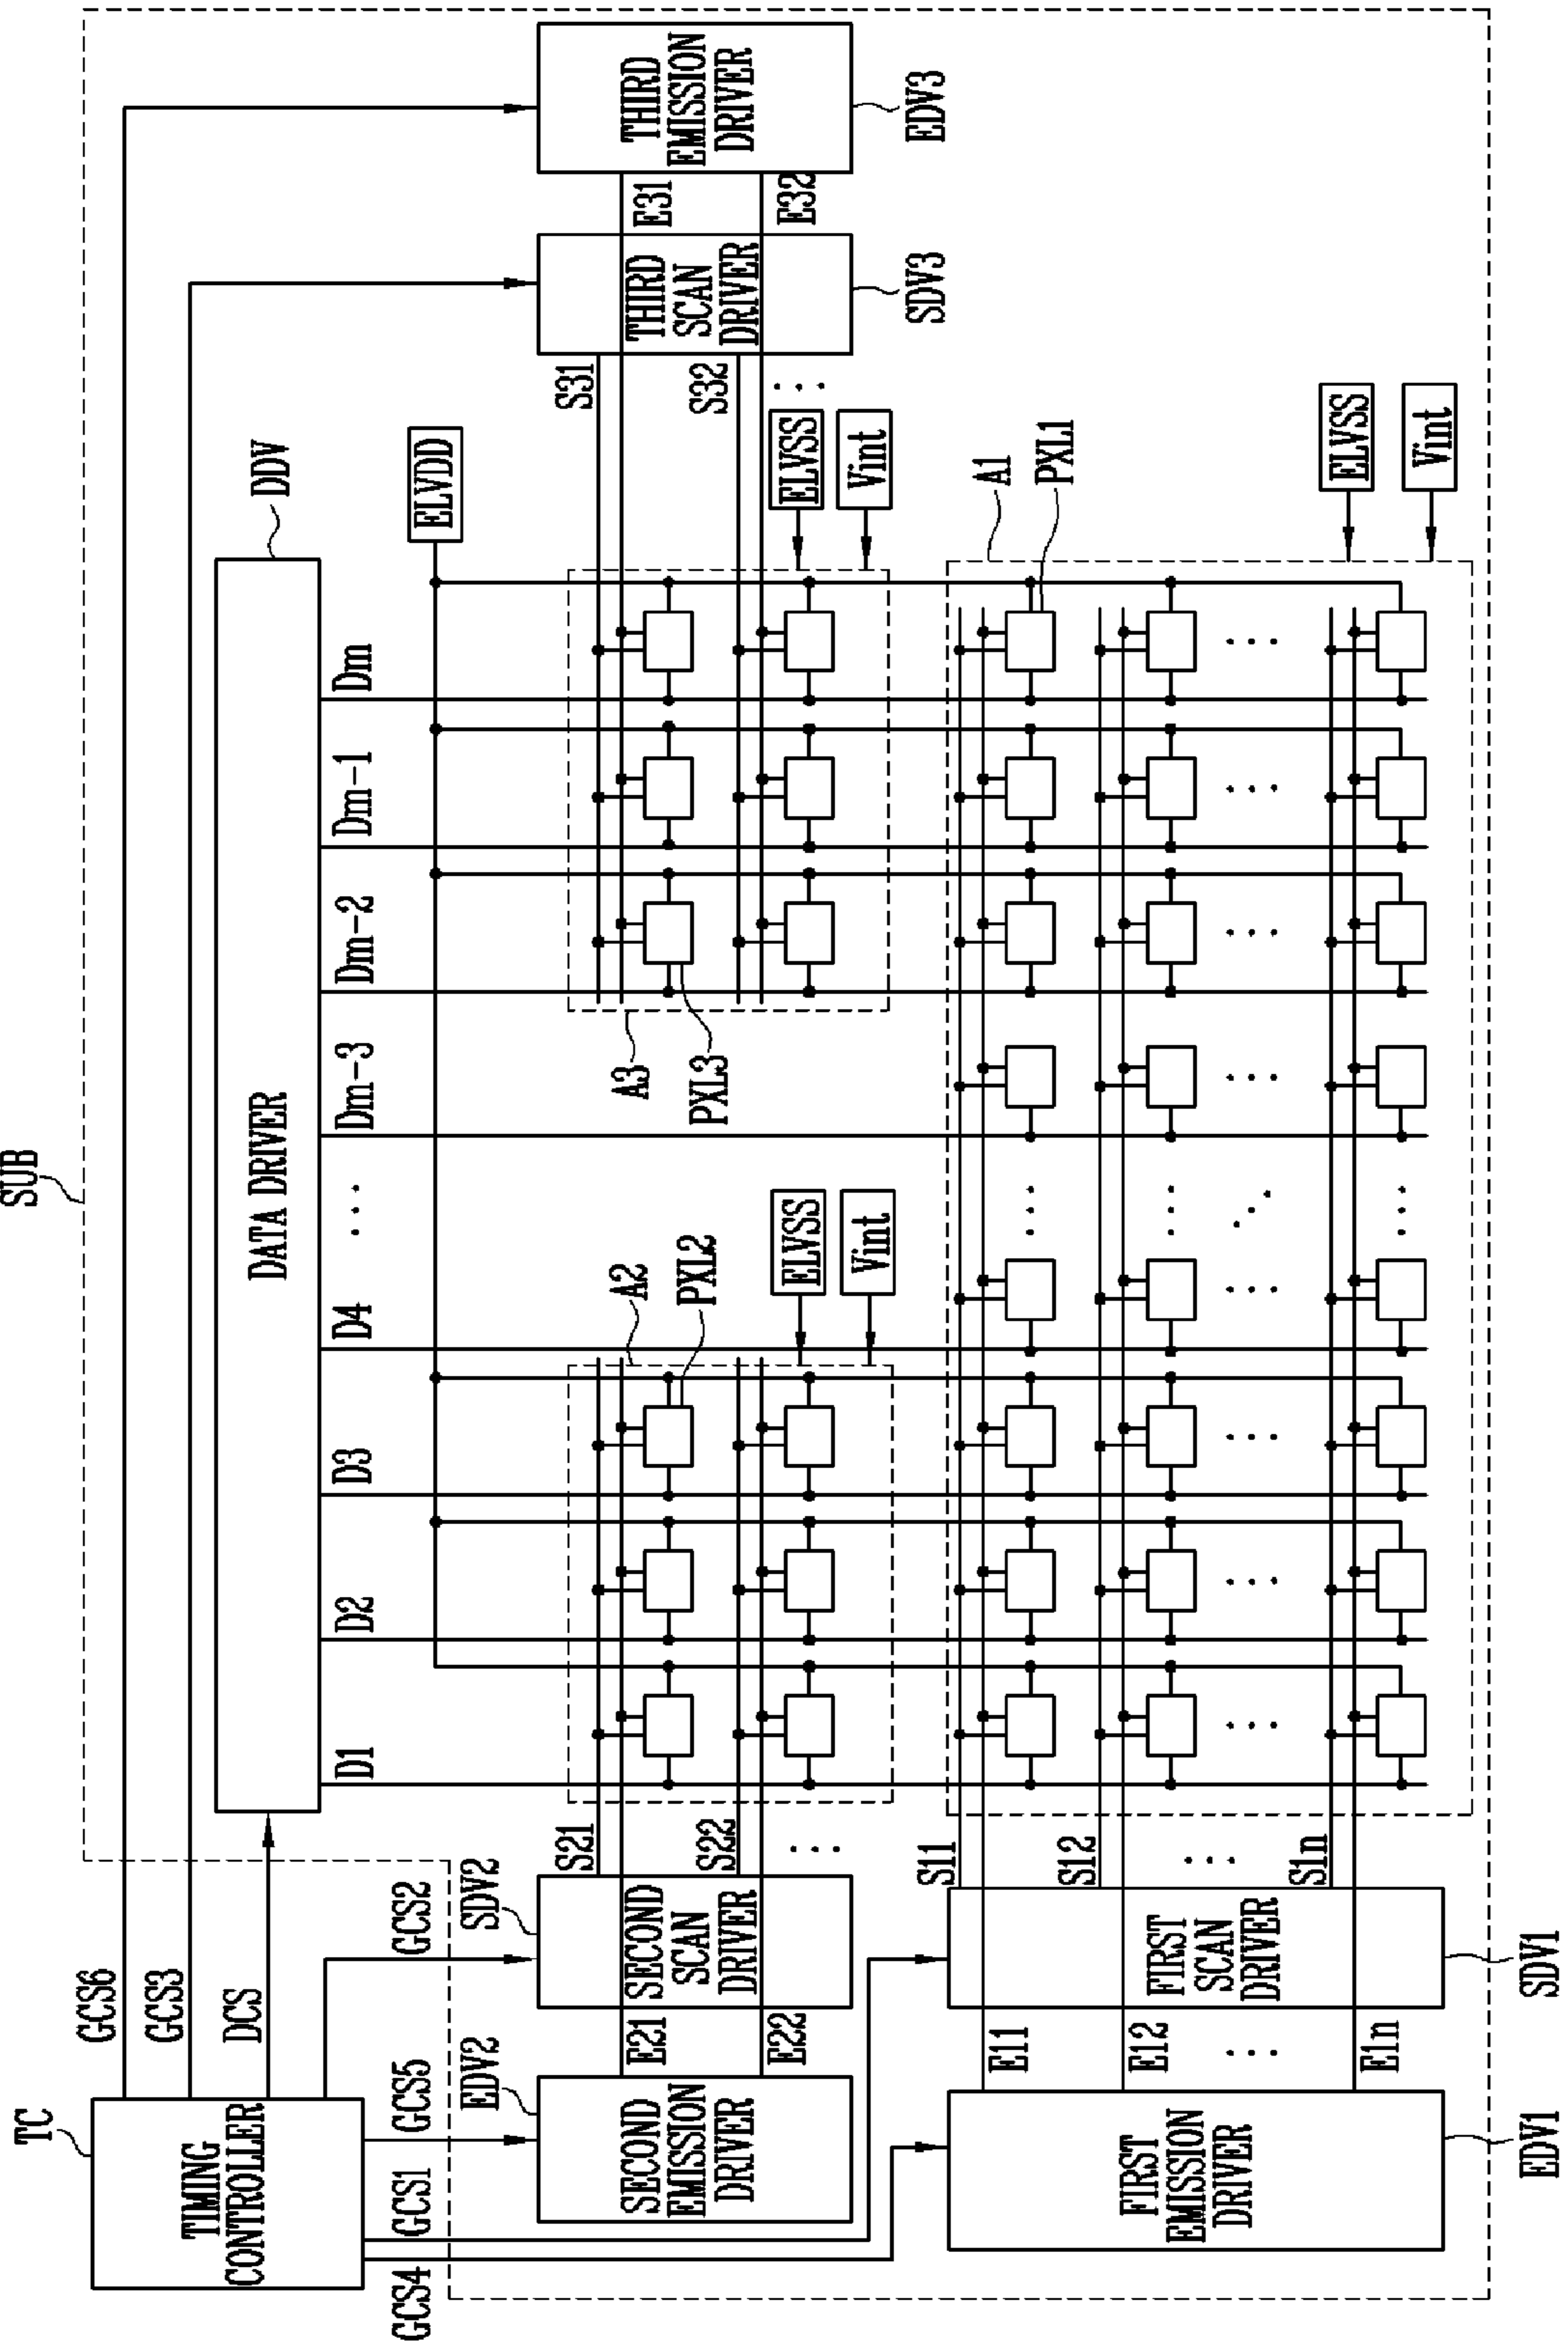 TC
TIMING
CONTROLLER
GCS6
GCS3
DCS
GCS2
GCS5
GCS1
GCS4
SUB
DATA DRIVER
DDV
D1
D2
D3
D4
...
Dm-3
Dm-2
Dm-1
Dm
ELVDD
EDV2
SECOND
EMISSION
DRIVER
E21
E22
SDV2
SECOND
SCAN
DRIVER
S21
S22
...
A2
PXL2
ELVSS
Vint
A3
PXL3
ELVSS
Vint
...
S31
S32
THIRD
SCAN
DRIVER
SDV3
E31
E32
THIRD
EMISSION
DRIVER
EDV3
FIRST
EMISSION
DRIVER
EDV1
E11
E12
...
E1n
FIRST
SCAN
DRIVER
SDV1
S11
S12
...
S1n
A1
PXL1
ELVSS
Vint